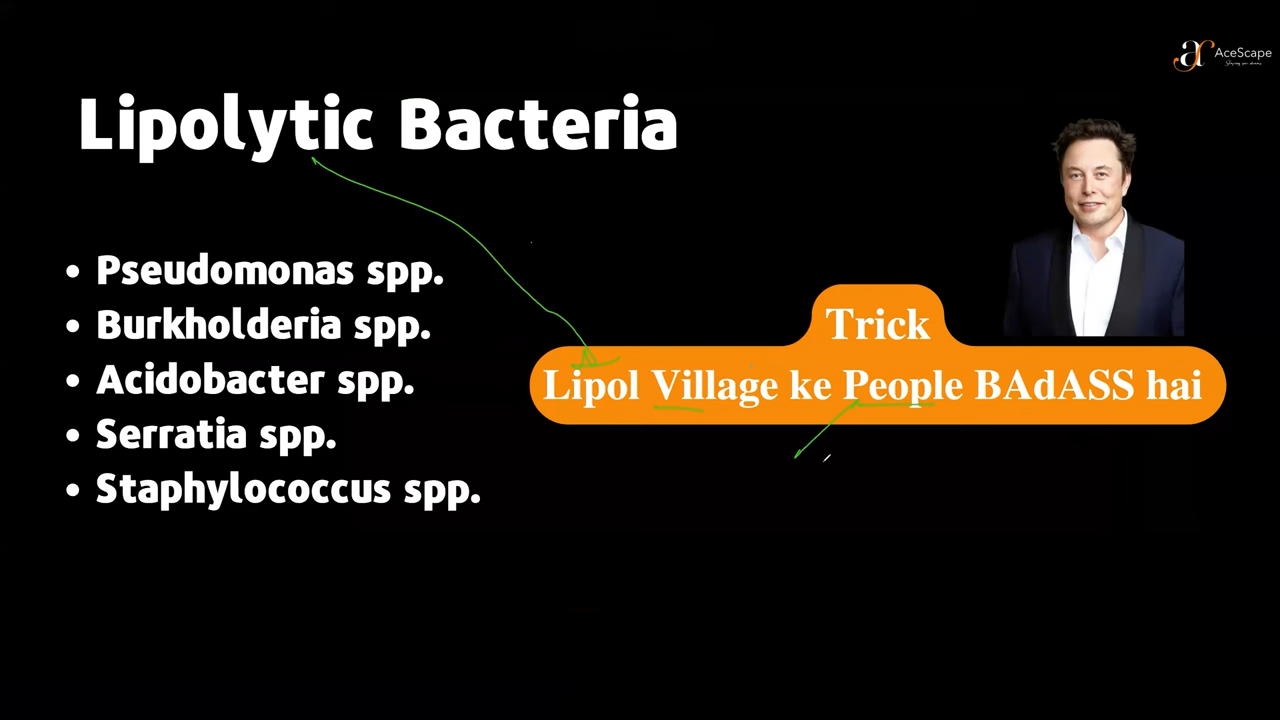 AceScape
Lipolytic Bacteria
• Pseudomonas spp.
• Burkholderia spp.
• Acidobacter spp.
• Serratia spp.
• Staphylococcus spp.
Trick
Lipol Village ke People BAdASS hai